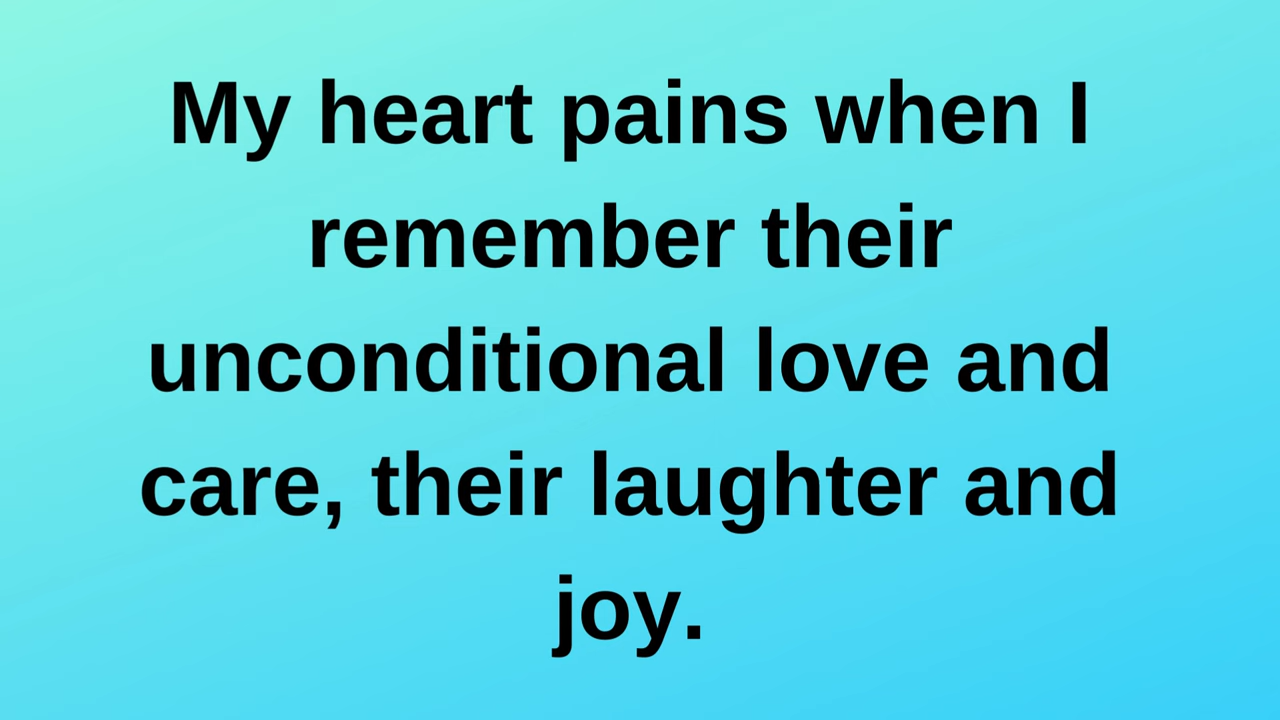 My heart pains when I
remember their
unconditional love and
care, their laughter and
joy.